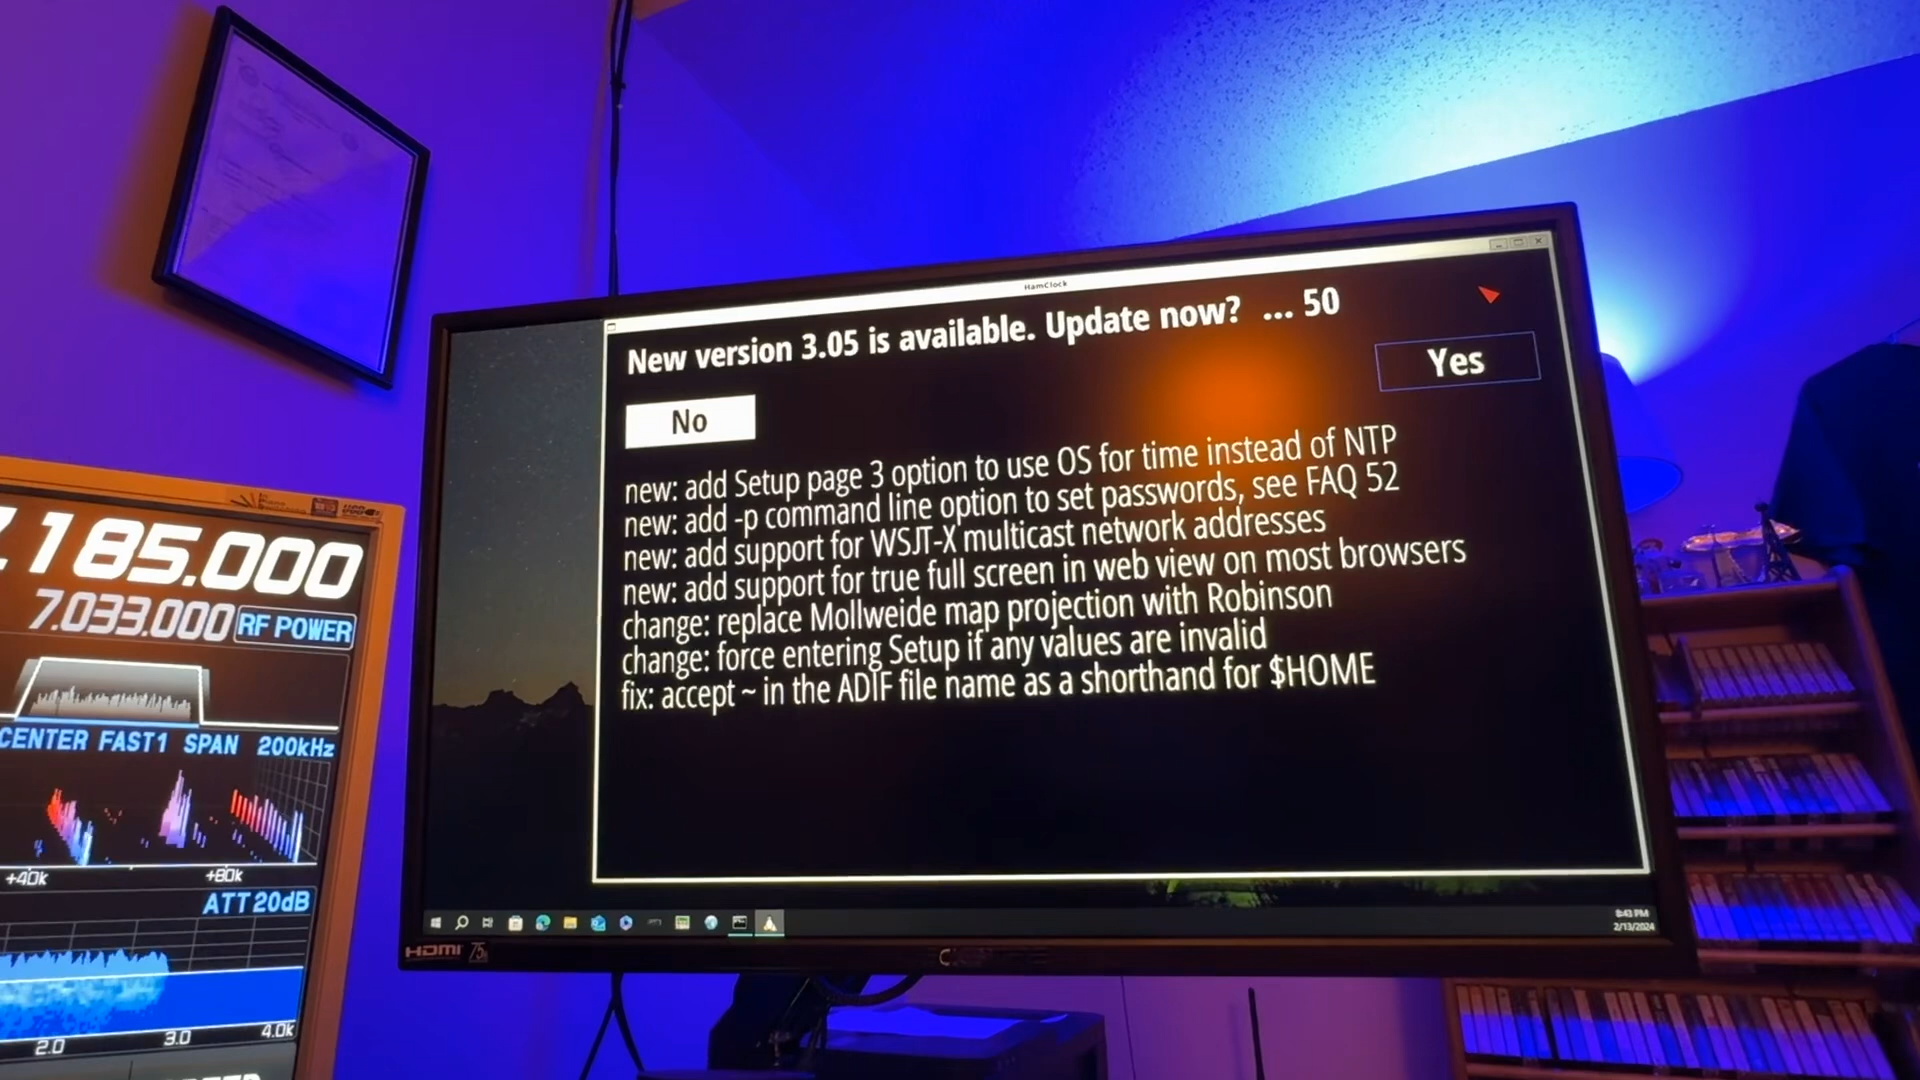 HamClock
New version 3.05 is available. Update now? ... 50
Yes
No
new: add Setup page 3 option to use OS for time instead of NTP
new: add -p command line option to set passwords, see FAQ 52
new: add support for WSJT-X multicast network addresses
new: add support for true full screen in web view on most browsers
change: replace Mollweide map projection with Robinson
change: force entering Setup if any values are invalid
fix: accept ~ in the ADIF file name as a shorthand for $HOME
8:43 PM
2/13/2024
HDMI 75
.185.000
7.033.000 RF POWER
CENTER FAST1 SPAN 200kHz
+40k +80k
ATT 20dB
2.0 3.0 4.0k